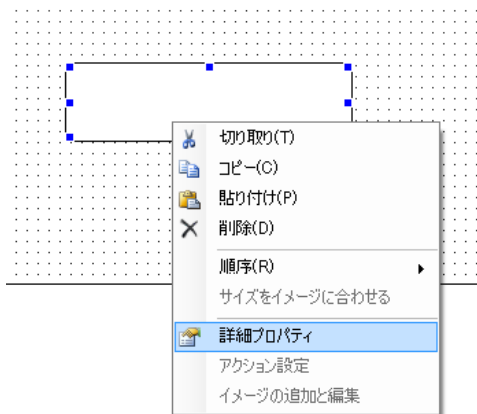 切り取り(T)
コピー(C)
貼り付け(P)
削除(D)
順序(R)
サイズをイメージに合わせる
詳細プロパティ
アクション設定
イメージの追加と編集